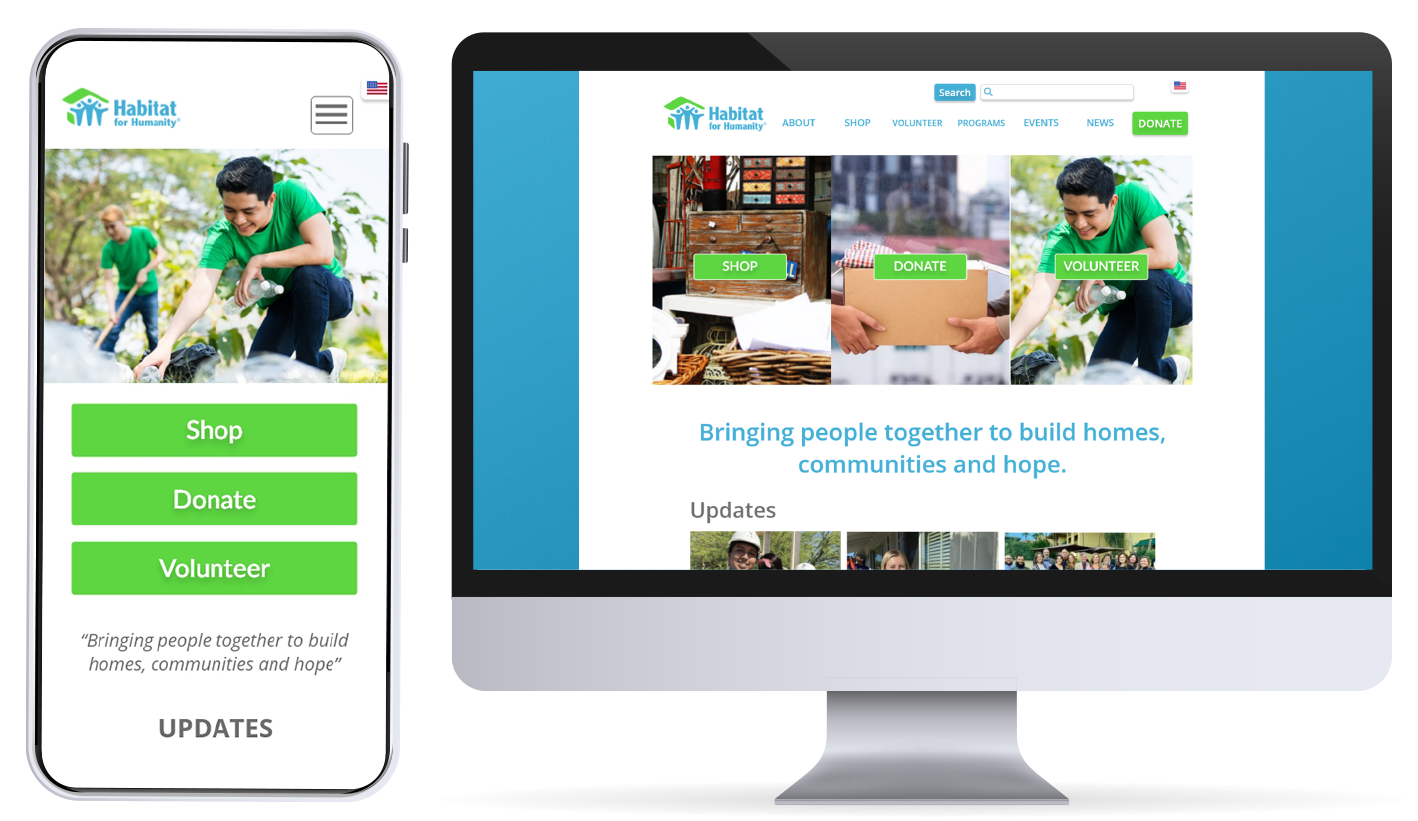 Habitat
for Humanity®
Shop
Donate
Volunteer
“Bringing people together to build
homes, communities and hope”
UPDATES
Search
Habitat
for Humanity®
ABOUT SHOP VOLUNTEER PROGRAMS EVENTS NEWS DONATE
SHOP DONATE VOLUNTEER
Bringing people together to build homes,
communities and hope.
Updates